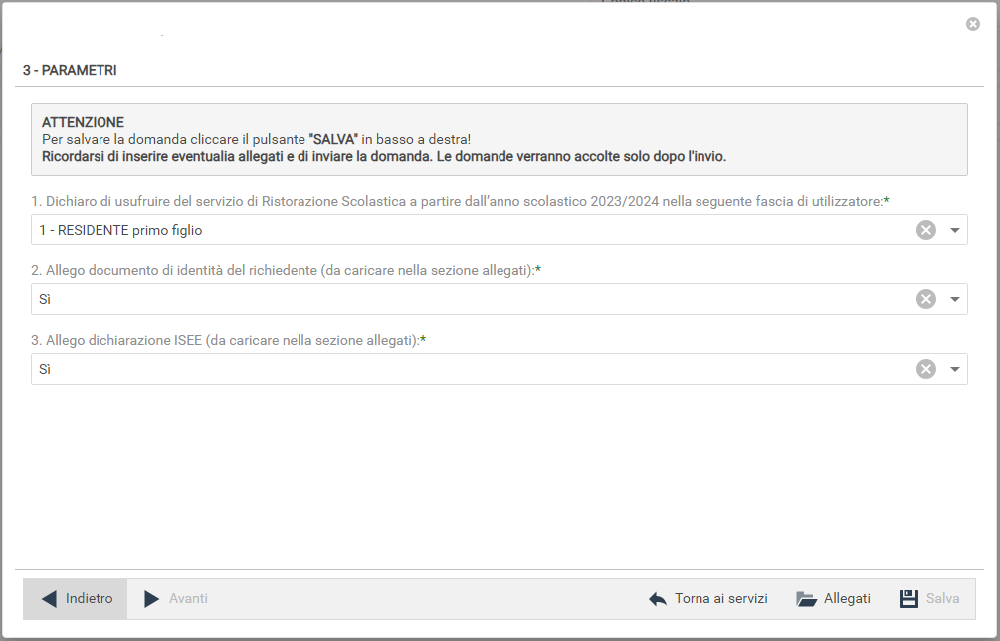 3 - PARAMETRI
ATTENZIONE
Per salvare la domanda cliccare il pulsante "SALVA" in basso a destra!
Ricordarsi di inserire eventualia allegati e di inviare la domanda. Le domande verranno accolte solo dopo l'invio.
1. Dichiaro di usufruire del servizio di Ristorazione Scolastica a partire dall’anno scolastico 2023/2024 nella seguente fascia di utilizzatore:*
1 - RESIDENTE primo figlio
2. Allego documento di identità del richiedente (da caricare nella sezione allegati):*
Sì
3. Allego dichiarazione ISEE (da caricare nella sezione allegati):*
Sì
Indietro Avanti Torna ai servizi Allegati Salva